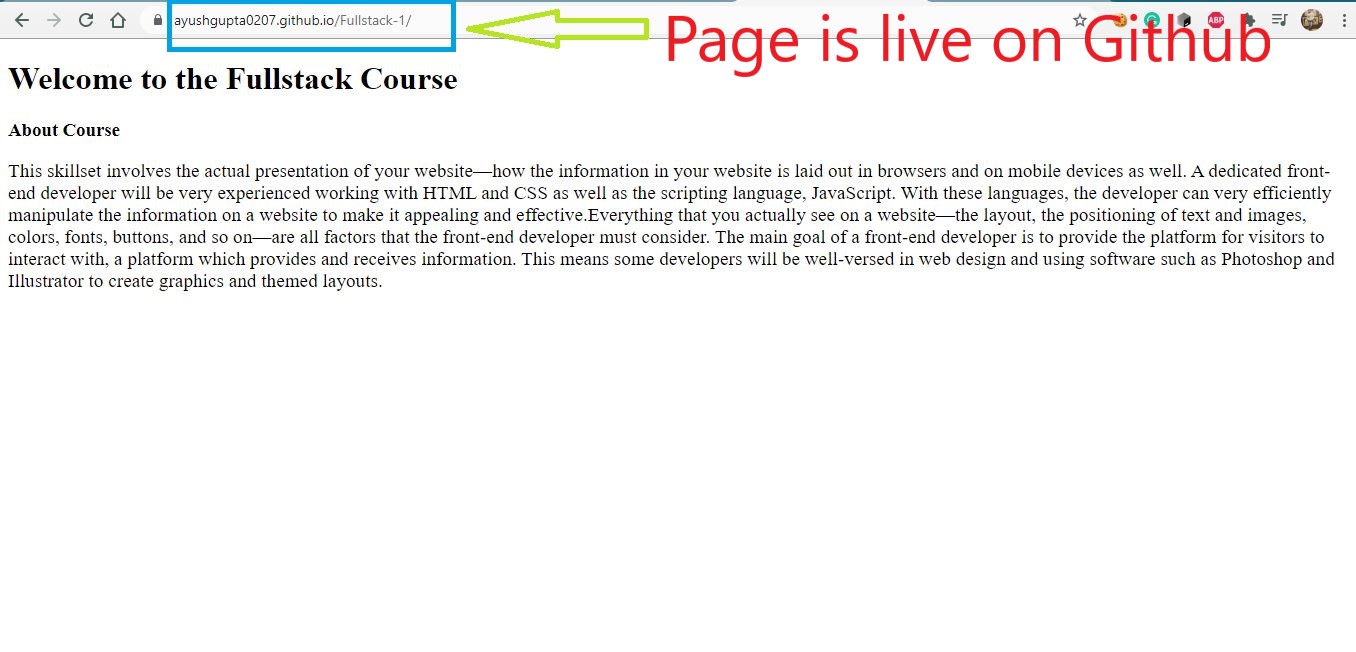 ayushgupta0207.github.io/Fullstack-1/
ABP
Page is live on Github
Welcome to the Fullstack Course
About Course
This skillset involves the actual presentation of your website—how the information in your website is laid out in browsers and on mobile devices as well. A dedicated front-
end developer will be very experienced working with HTML and CSS as well as the scripting language, JavaScript. With these languages, the developer can very efficiently
manipulate the information on a website to make it appealing and effective.Everything that you actually see on a website—the layout, the positioning of text and images,
colors, fonts, buttons, and so on—are all factors that the front-end developer must consider. The main goal of a front-end developer is to provide the platform for visitors to
interact with, a platform which provides and receives information. This means some developers will be well-versed in web design and using software such as Photoshop and
Illustrator to create graphics and themed layouts.